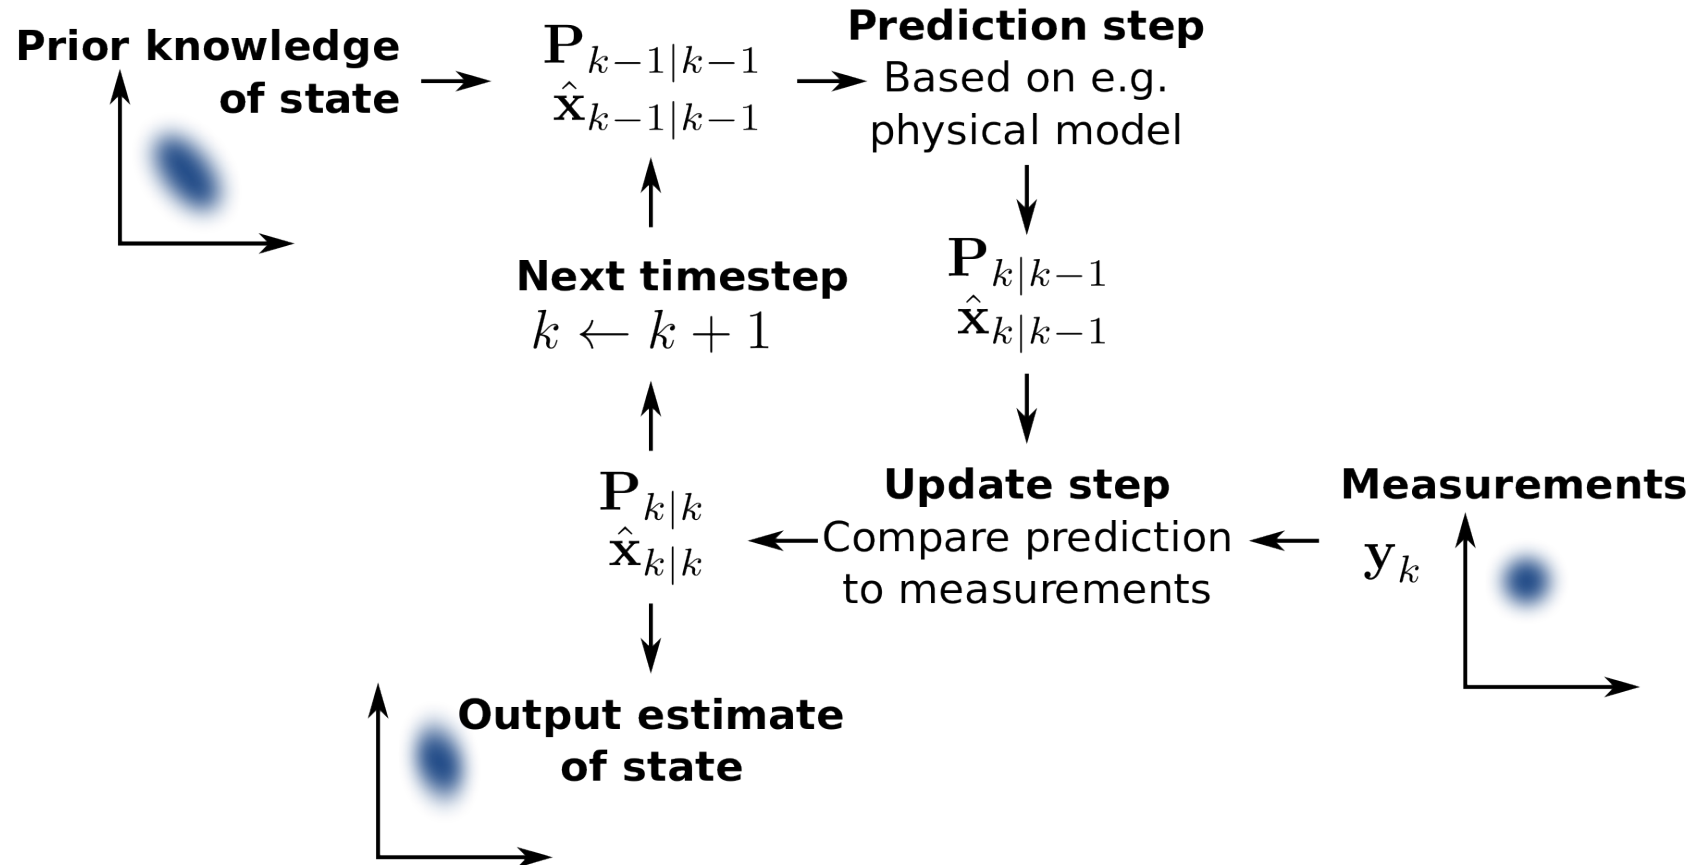 Prior knowledge
of state
P_{k−1|k−1}
x̂_{k−1|k−1}
Prediction step
Based on e.g.
physical model
P_{k|k−1}
x̂_{k|k−1}
Next timestep
k ← k + 1
P_{k|k}
x̂_{k|k}
Update step
Compare prediction
to measurements
Measurements
y_k
Output estimate
of state